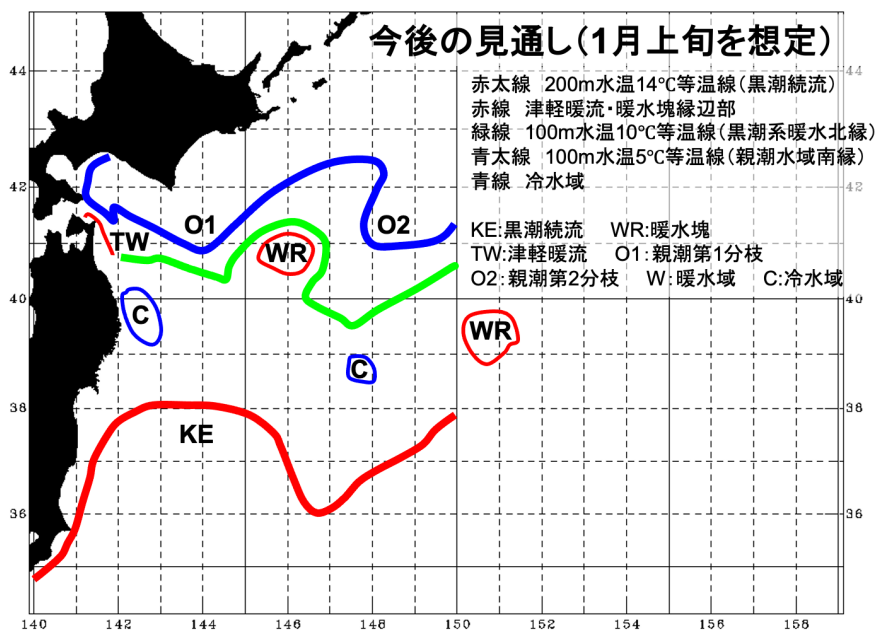 今後の見通し(1月上旬を想定)
赤太線 200m水温14℃等温線(黒潮続流)
赤線 津軽暖流・暖水塊縁辺部
緑線 100m水温10℃等温線(黒潮系暖水北縁)
青太線 100m水温5℃等温線(親潮水域南縁)
青線 冷水域
KE:黒潮続流 WR:暖水塊
TW:津軽暖流 O1:親潮第1分枝
O2:親潮第2分枝 W:暖水域 C:冷水域
44 44
42 42
O1 O2
TW WR
40 40
C WR
C
38 38
KE
36 36
140 142 144 146 148 150 152 154 156 158